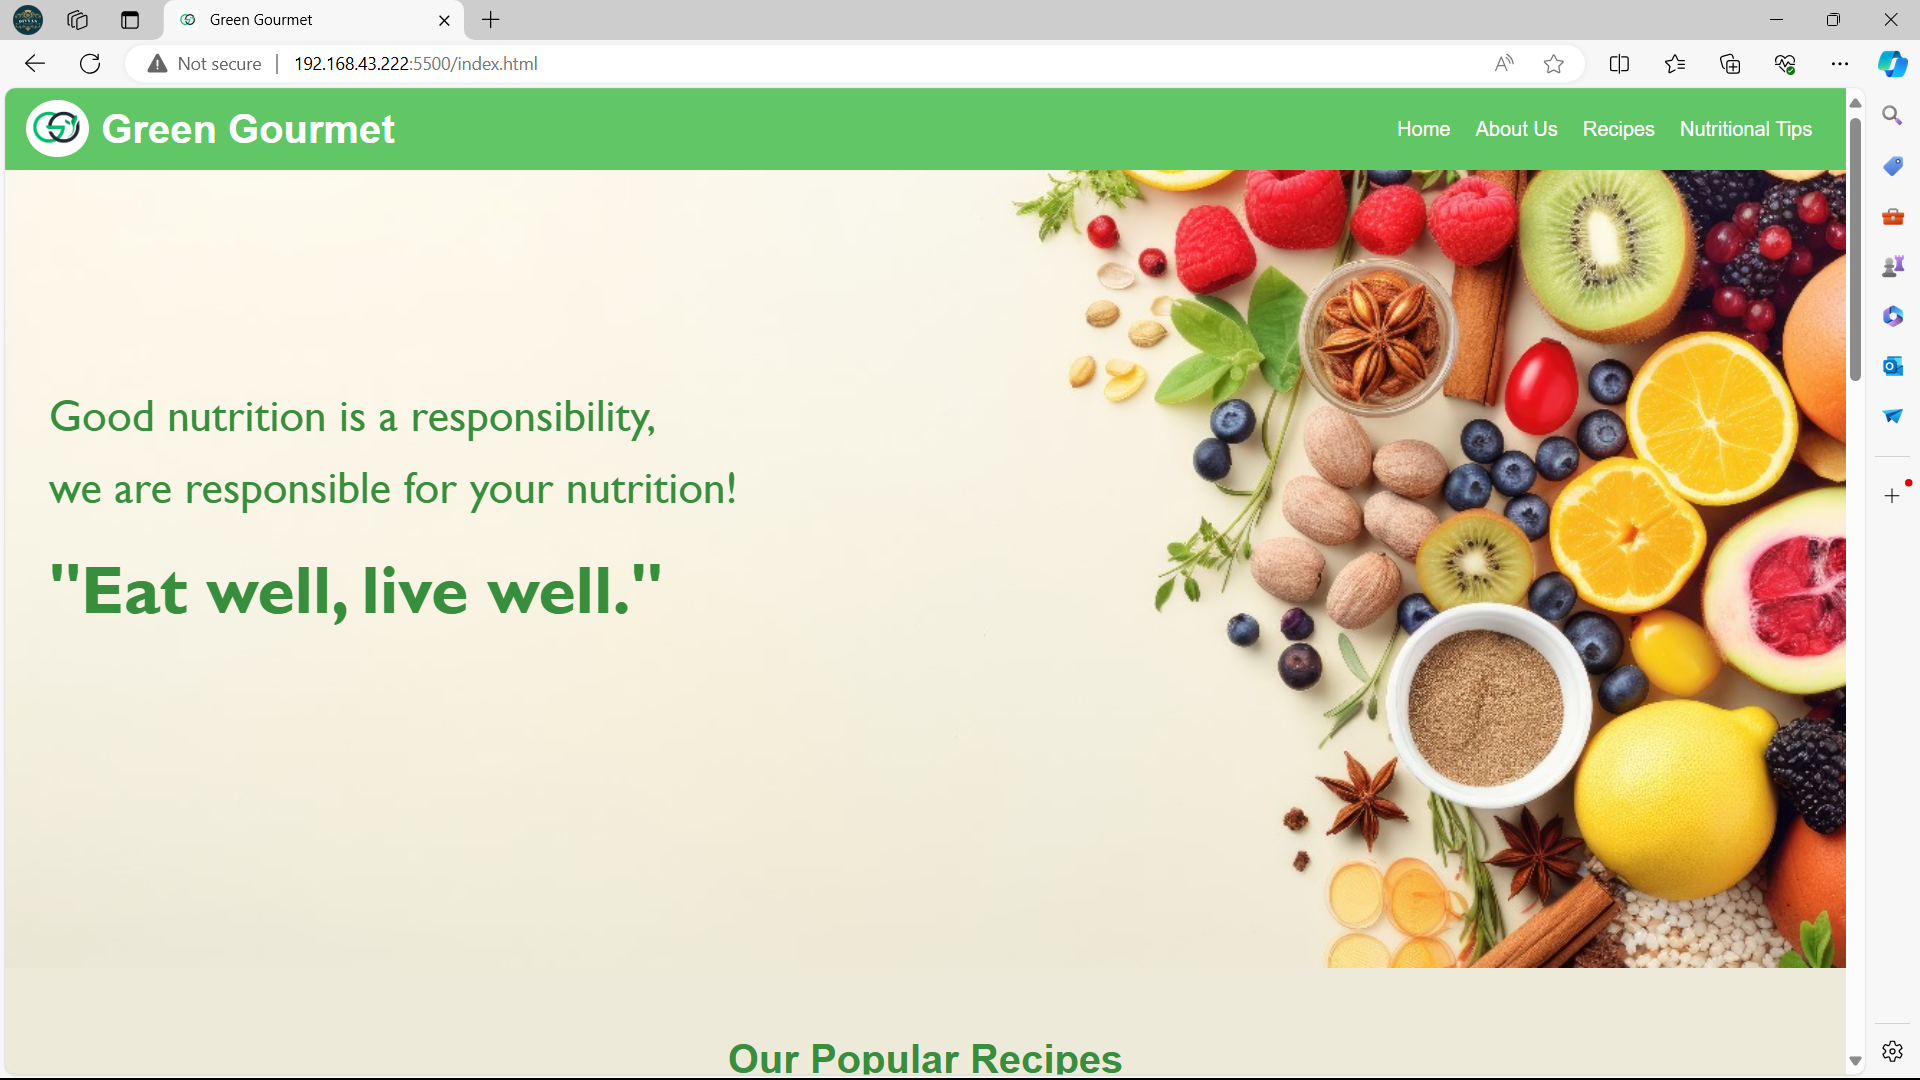 Green Gourmet
Not secure
192.168.43.222:5500/index.html
Green Gourmet
Home
About Us
Recipes
Nutritional Tips
Good nutrition is a responsibility,
we are responsible for your nutrition!
"Eat well, live well."
Our Popular Recipes